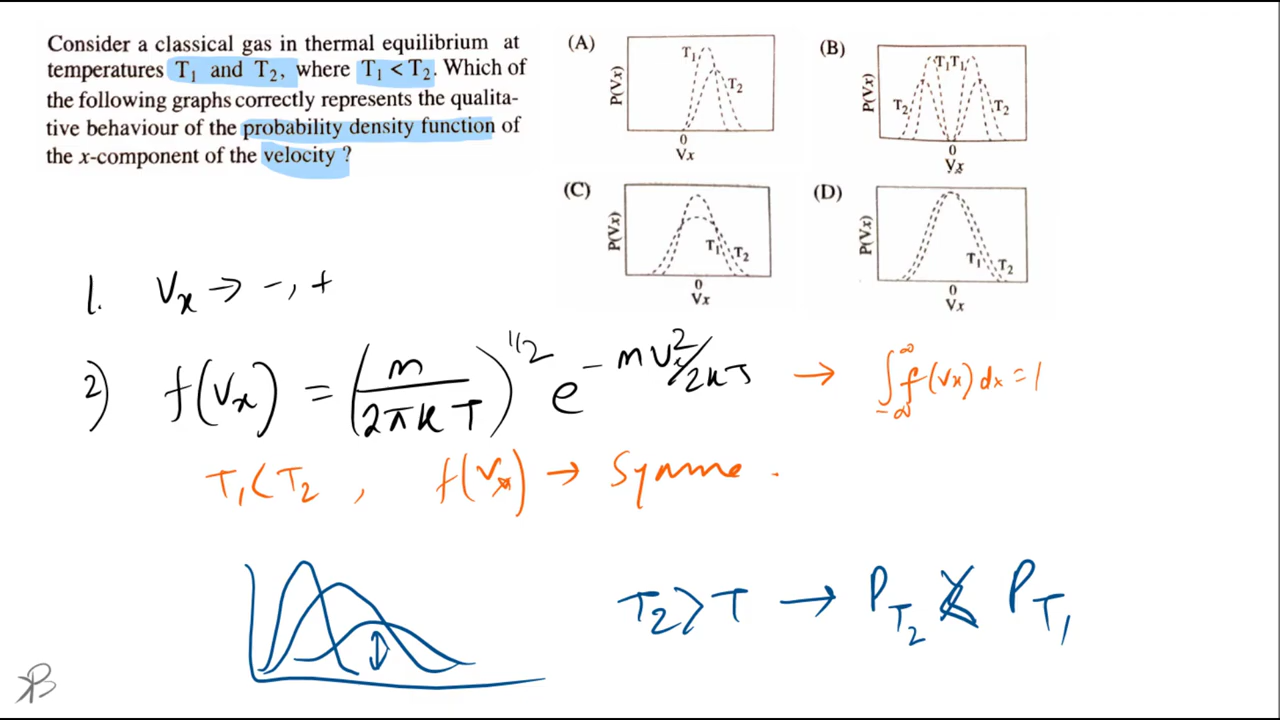 Consider a classical gas in thermal equilibrium at
temperatures T₁ and T₂, where T₁ < T₂. Which of
the following graphs correctly represents the qualita-
tive behaviour of the probability density function of
the x-component of the velocity ?
(A)
P(Vx)
T₁
T₂
0
Vx
(B)
P(Vx)
T₂ T₁ T₁ T₂
0
Vx
(C)
P(Vx)
T₁ T₂
0
Vx
(D)
P(Vx)
T₁ T₂
0
Vx
1. Vx → -, +
2) f(Vx) = (m/2πkT)^1/2 e^-mVx²/2kT → ∫_-∞^∞ f(Vx) dx = 1
T₁ < T₂ , f(Vx) → Symme .
T₂ > T → P_T₂ < P_T₁